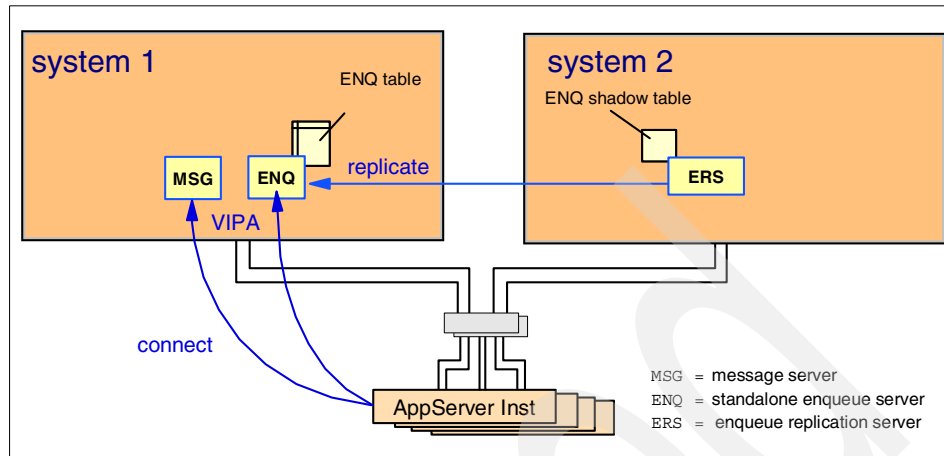 system 1
ENQ table
MSG
ENQ
VIPA
replicate
system 2
ENQ shadow table
ERS
connect
AppServer Inst
MSG = message server
ENQ = standalone enqueue server
ERS = enqueue replication server